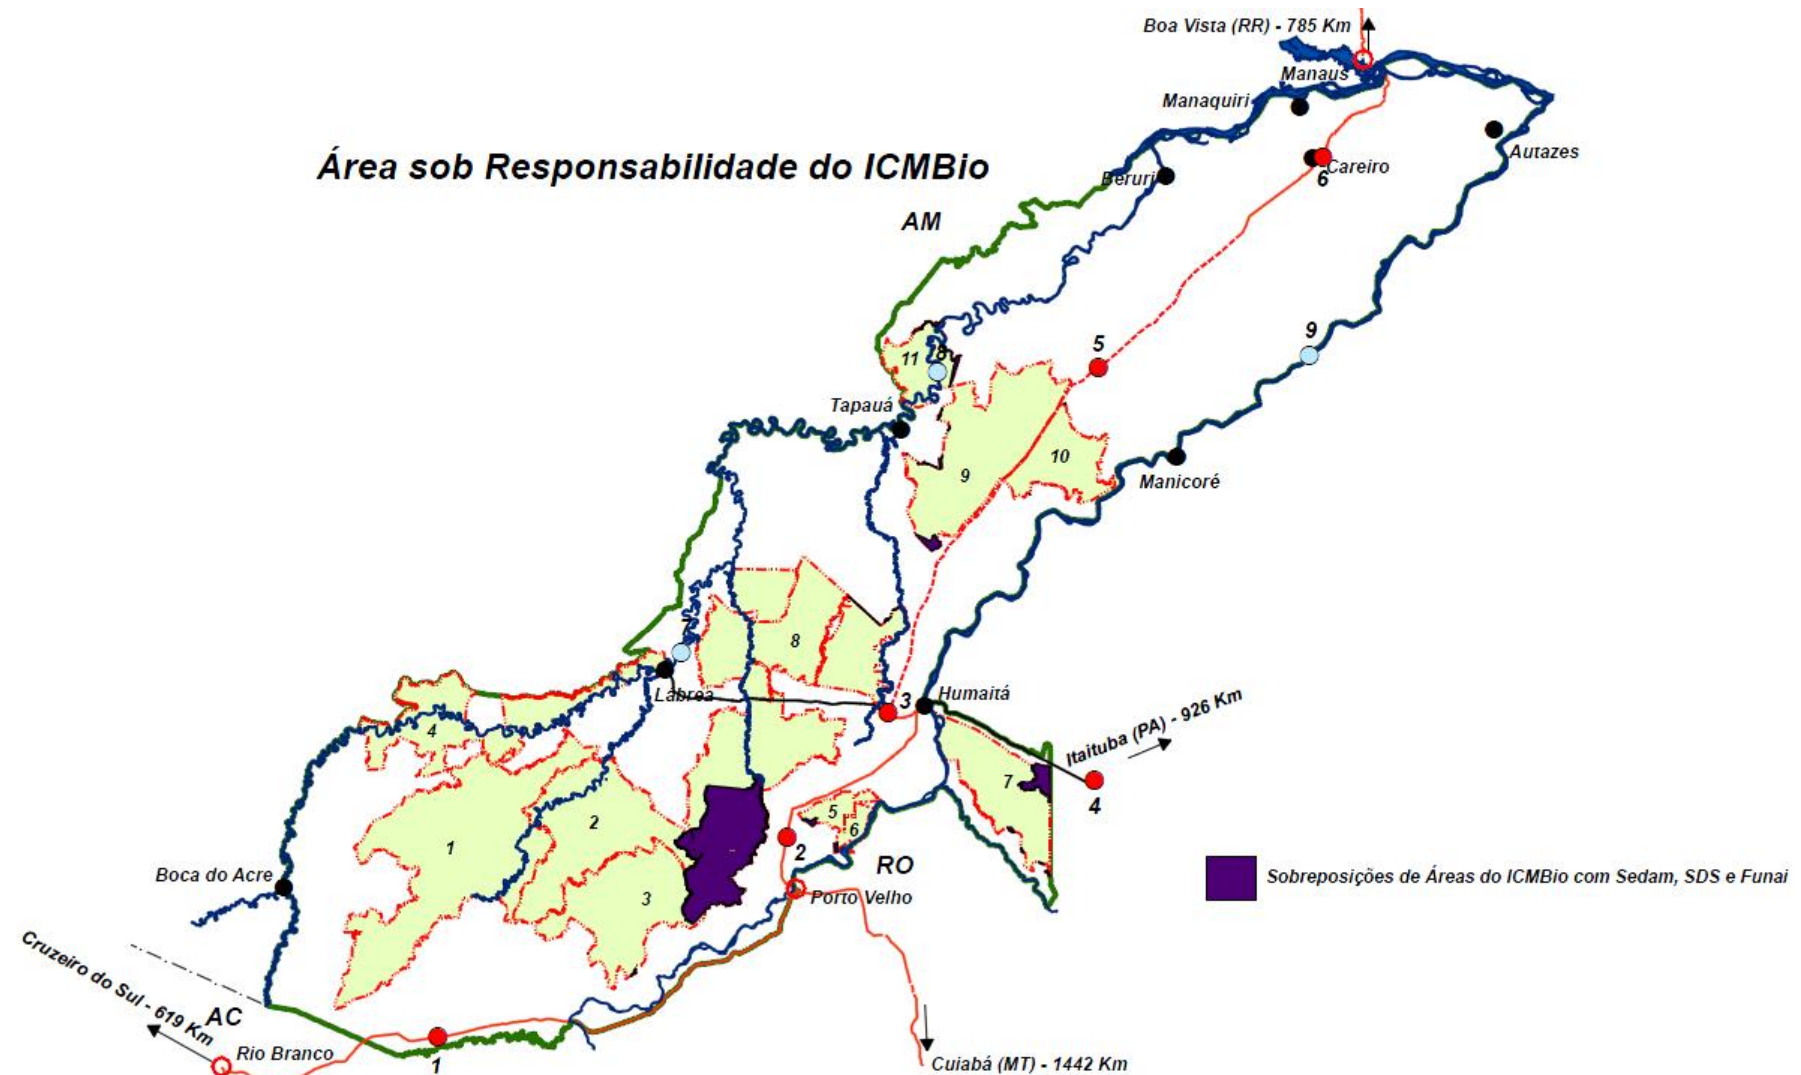 Boa Vista (RR) - 785 Km
Manaus
Manaquiri
Autazes
Área sob Responsabilidade do ICMBio
Careiro
6
Beruri
AM
9
5
11
8
Tapauá
10
9
Manicoré
7
8
Lábrea
3
Humaitá
Itaituba (PA) - 926 Km
4
7
4
5
2
6
1
2
RO
Boca do Acre
Sobreposições de Áreas do ICMBio com Sedam, SDS e Funai
3
Porto Velho
Cruzeiro do Sul - 619 Km
AC
Rio Branco
1
Cuiabá (MT) - 1442 Km